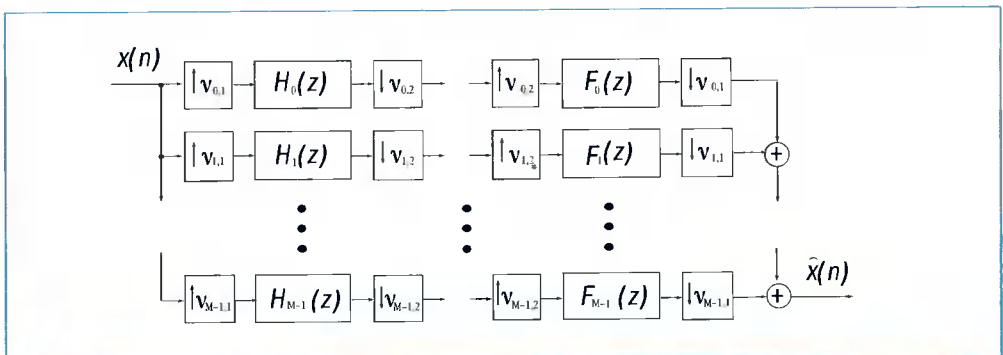 x(n)
↑ν0,1 H0(z) ↓ν0,2 ↑ν0,2 F0(z) ↓ν0,1
↑ν1,1 H1(z) ↓ν1,2 ↑ν1,2 F1(z) ↓ν1,1 +
x̂(n)
↑νM-1,1 HM-1(z) ↓νM-1,2 ↑νM-1,2 FM-1(z) ↓νM-1,1 +